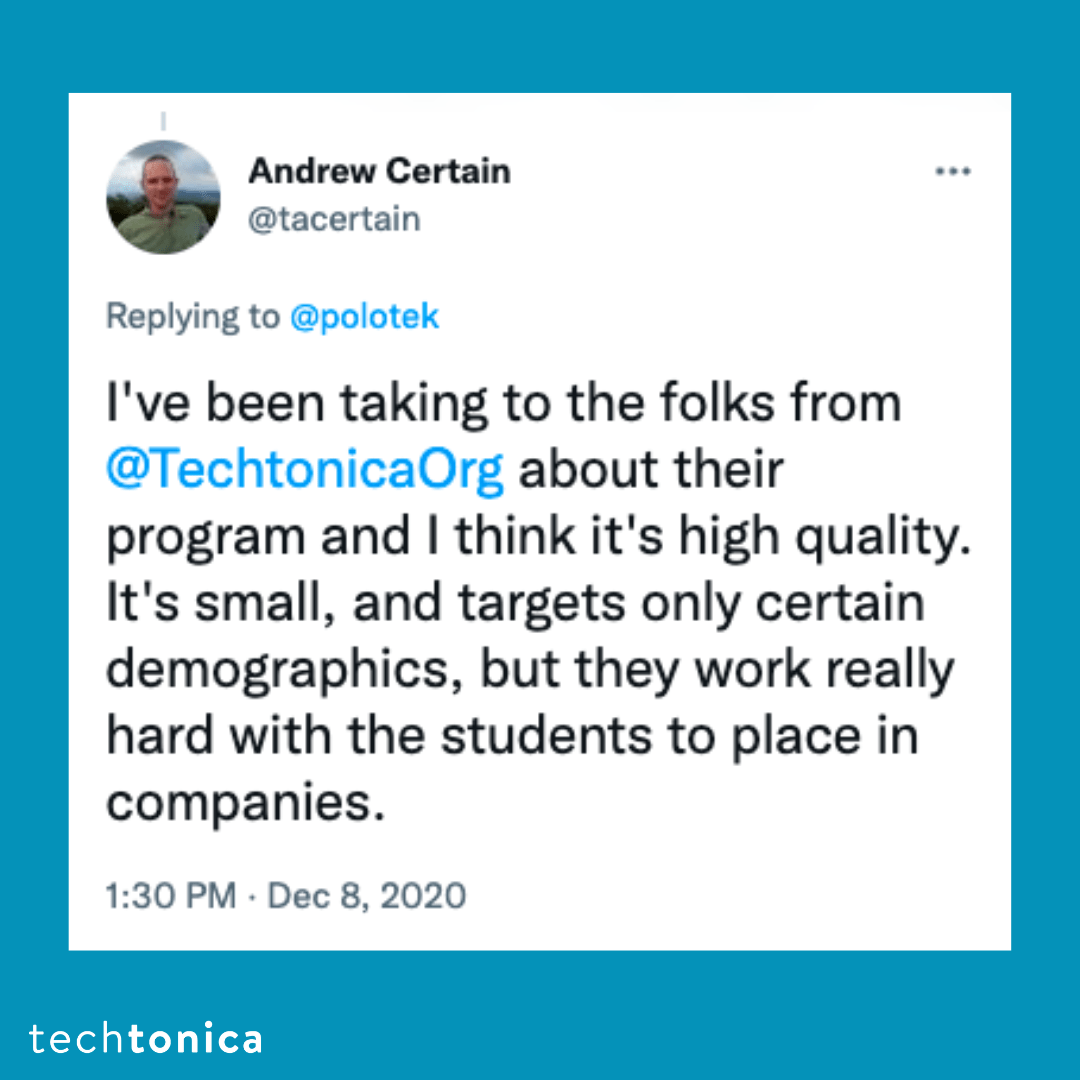 Andrew Certain
@tacertain
Replying to @polotek
I've been taking to the folks from
@TechtonicaOrg about their
program and I think it's high quality.
It's small, and targets only certain
demographics, but they work really
hard with the students to place in
companies.
1:30 PM · Dec 8, 2020
techtonica